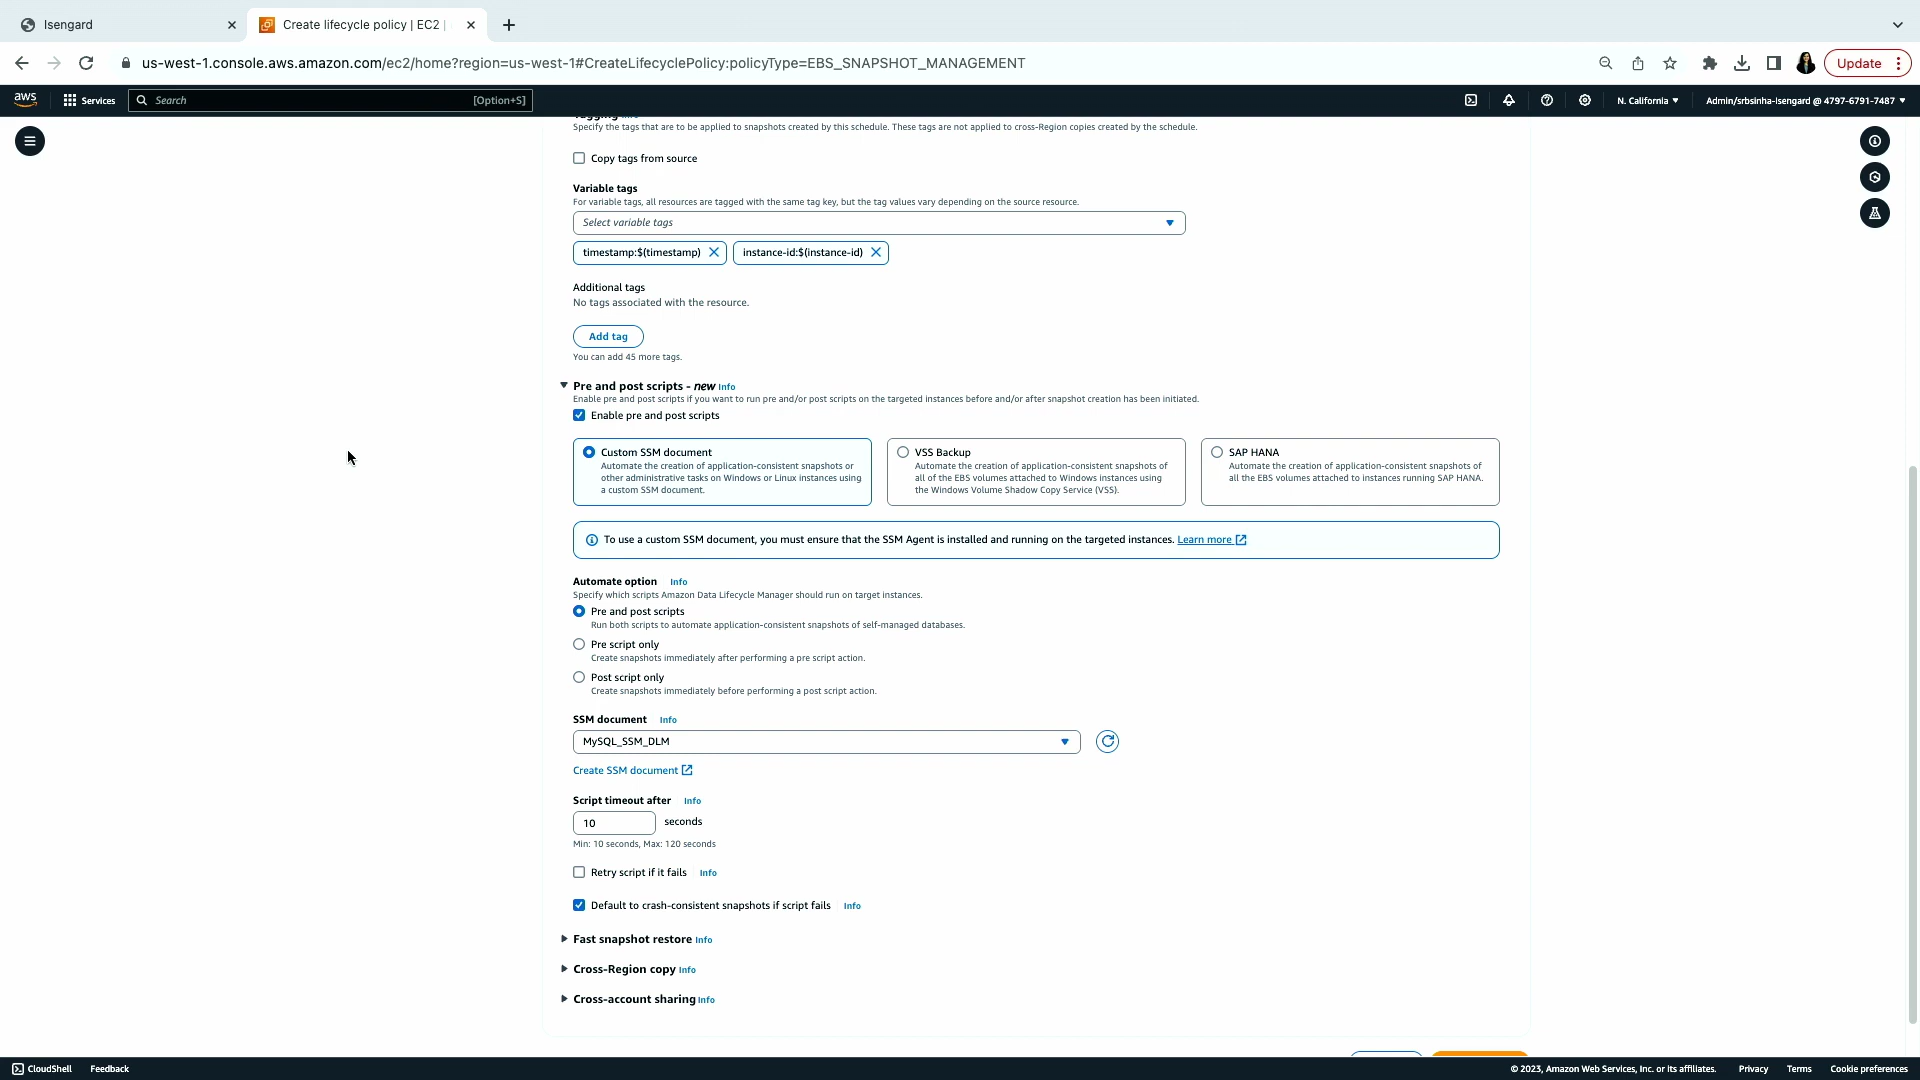 Isengard
Create lifecycle policy | EC2 |
us-west-1.console.aws.amazon.com/ec2/home?region=us-west-1#CreateLifecyclePolicy:policyType=EBS_SNAPSHOT_MANAGEMENT
Update
aws
Services
Search
[Option+S]
N. California
Admin/srbsinha-isengard @ 4797-6791-7487
Tagging Info
Specify the tags that are to be applied to snapshots created by this schedule. These tags are not applied to cross-Region copies created by the schedule.
Copy tags from source
Variable tags
For variable tags, all resources are tagged with the same tag key, but the tag values vary depending on the source resource.
Select variable tags
timestamp:$(timestamp)
instance-id:$(instance-id)
Additional tags
No tags associated with the resource.
Add tag
You can add 45 more tags.
Pre and post scripts - new Info
Enable pre and post scripts if you want to run pre and/or post scripts on the targeted instances before and/or after snapshot creation has been initiated.
Enable pre and post scripts
Custom SSM document
Automate the creation of application-consistent snapshots or
other administrative tasks on Windows or Linux instances using
a custom SSM document.
VSS Backup
Automate the creation of application-consistent snapshots of
all of the EBS volumes attached to Windows instances using
the Windows Volume Shadow Copy Service (VSS).
SAP HANA
Automate the creation of application-consistent snapshots of
all the EBS volumes attached to instances running SAP HANA.
To use a custom SSM document, you must ensure that the SSM Agent is installed and running on the targeted instances. Learn more
Automate option Info
Specify which scripts Amazon Data Lifecycle Manager should run on target instances.
Pre and post scripts
Run both scripts to automate application-consistent snapshots of self-managed databases.
Pre script only
Create snapshots immediately after performing a pre script action.
Post script only
Create snapshots immediately before performing a post script action.
SSM document Info
MySQL_SSM_DLM
Create SSM document
Script timeout after Info
10
seconds
Min: 10 seconds, Max: 120 seconds
Retry script if it fails Info
Default to crash-consistent snapshots if script fails Info
Fast snapshot restore Info
Cross-Region copy Info
Cross-account sharing Info
CloudShell
Feedback
© 2023, Amazon Web Services, Inc. or its affiliates.
Privacy
Terms
Cookie preferences